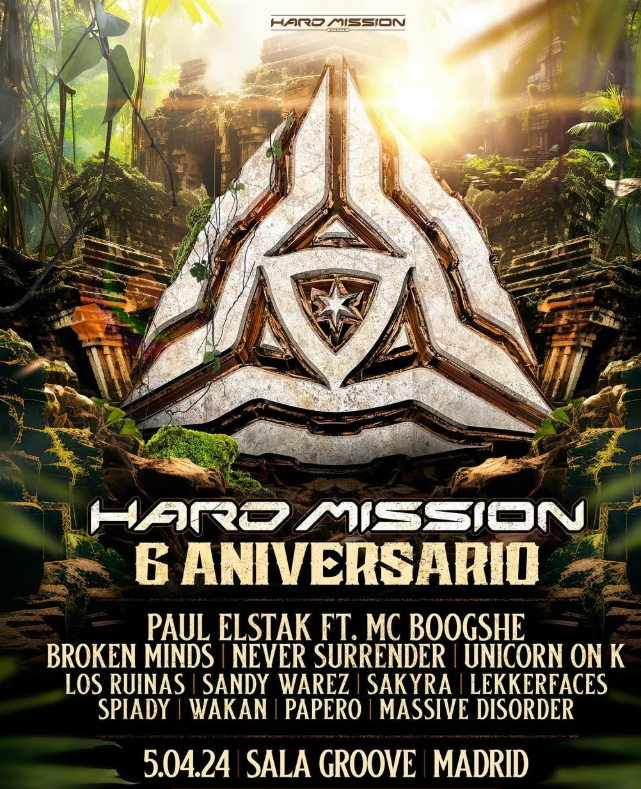 HARD MISSION
HARD MISSION
6 ANIVERSARIO
PAUL ELSTAK FT. MC BOOGSHE
BROKEN MINDS | NEVER SURRENDER | UNICORN ON K
LOS RUINAS | SANDY WAREZ | SAKYRA | LEKKERFACES
SPIADY | WAKAN | PAPERO | MASSIVE DISORDER
5.04.24 | SALA GROOVE | MADRID